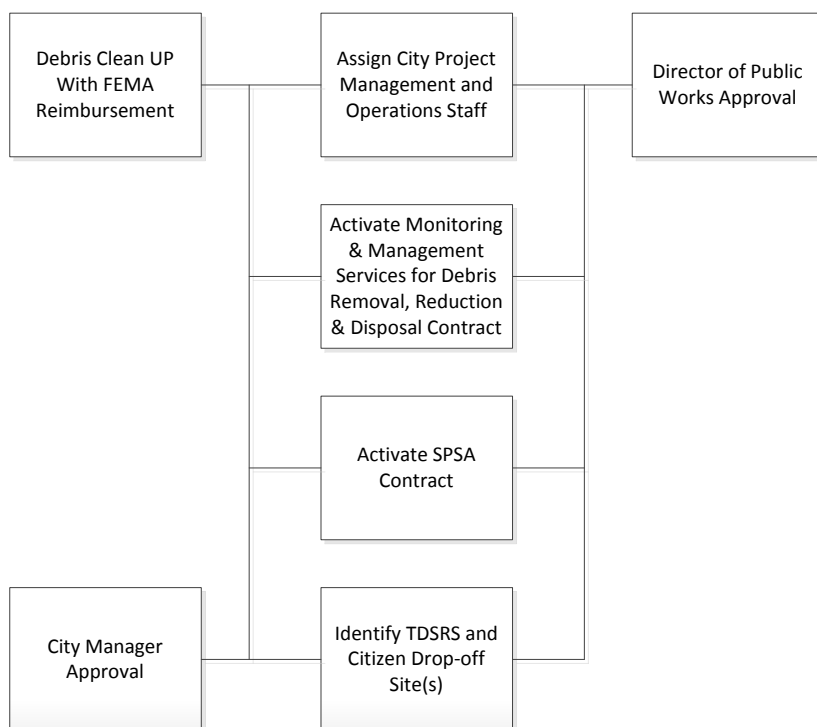 Debris Clean UP
With FEMA
Reimbursement
Assign City Project
Management and
Operations Staff
Director of Public
Works Approval
Activate Monitoring
& Management
Services for Debris
Removal, Reduction
& Disposal Contract
Activate SPSA
Contract
City Manager
Approval
Identify TDSRS and
Citizen Drop-off
Site(s)